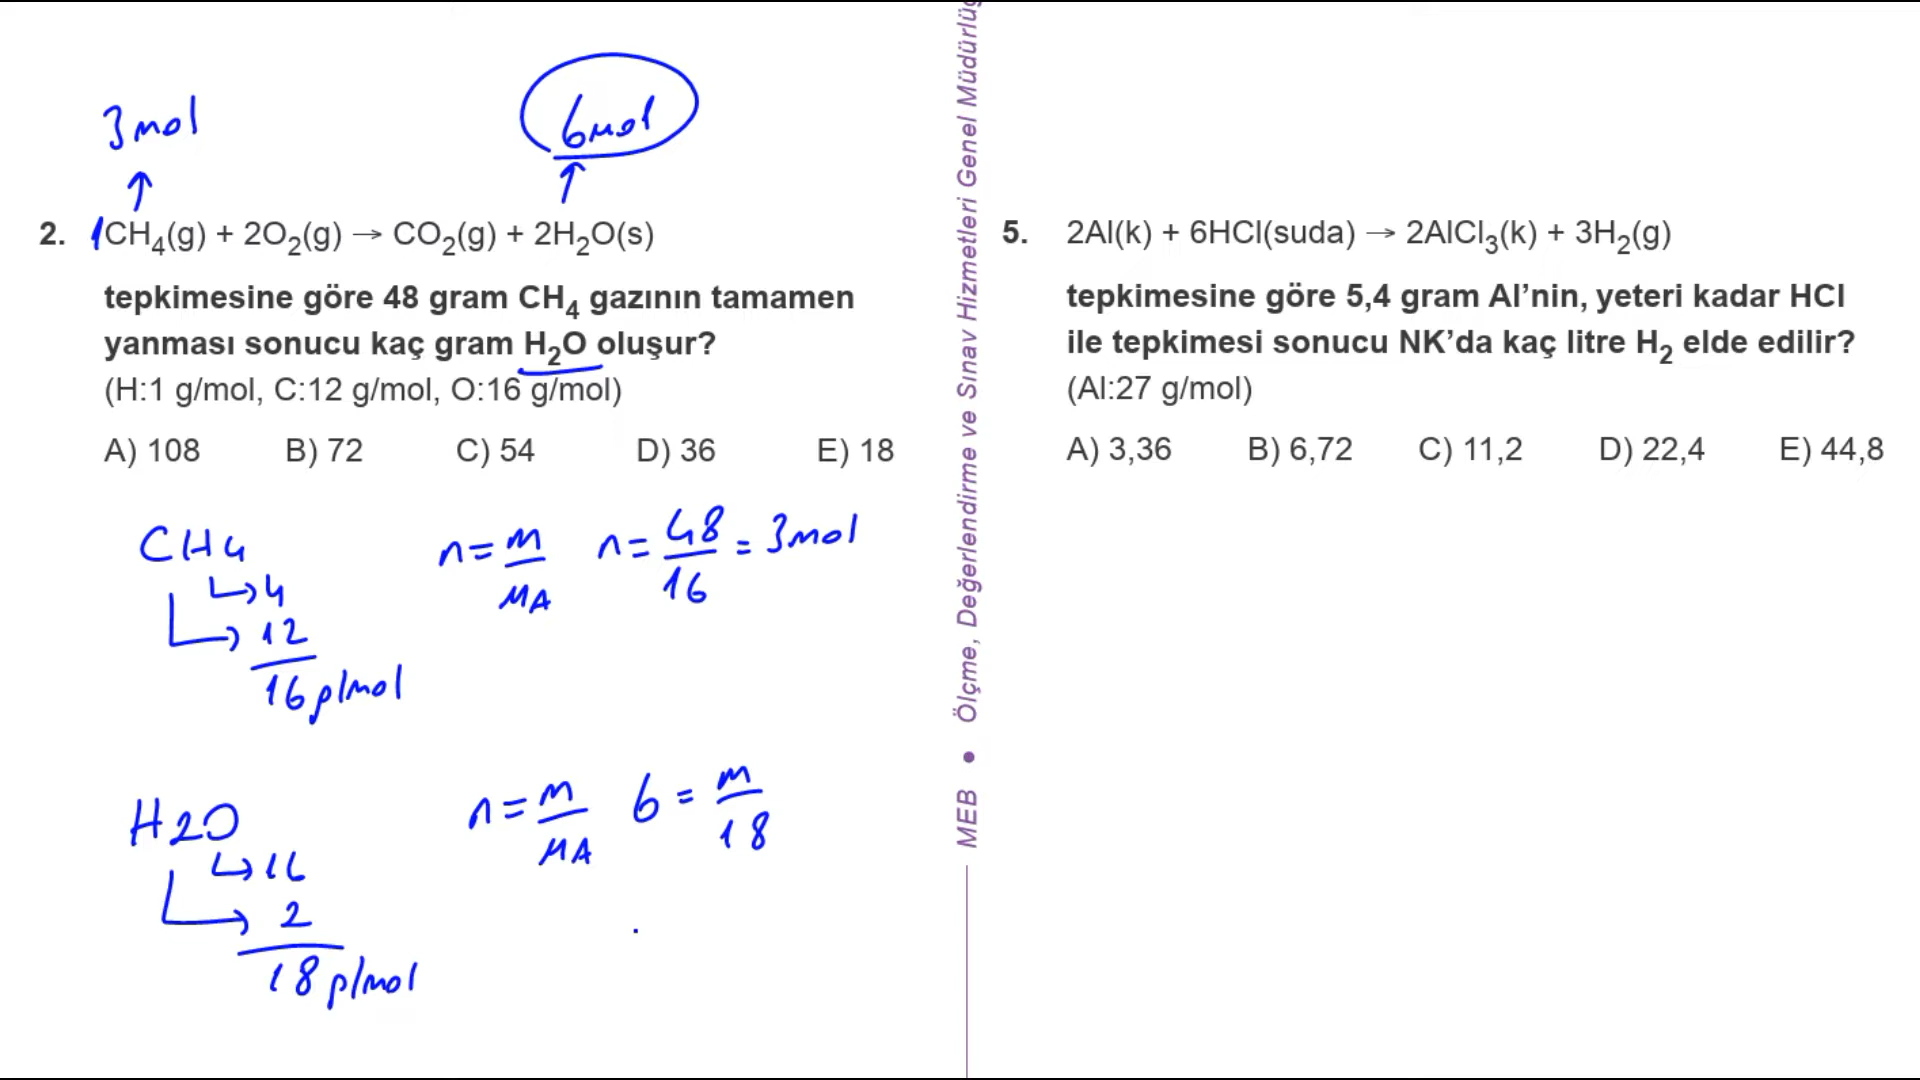 3mol
6mol
2. 1CH₄(g) + 2O₂(g) → CO₂(g) + 2H₂O(s)
tepkimesine göre 48 gram CH₄ gazının tamamen
yanması sonucu kaç gram H₂O oluşur?
(H:1 g/mol, C:12 g/mol, O:16 g/mol)
A) 108 B) 72 C) 54 D) 36 E) 18
CH4
4
12
16 g/mol
n = m/MA n = 48/16 = 3mol
H2O
16
2
18 g/mol
n = m/MA 6 = m/18
MEB ● Ölçme, Değerlendirme ve Sınav Hizmetleri Genel Müdürlüğ
5. 2Al(k) + 6HCl(suda) → 2AlCl₃(k) + 3H₂(g)
tepkimesine göre 5,4 gram Al’nin, yeteri kadar HCl
ile tepkimesi sonucu NK’da kaç litre H₂ elde edilir?
(Al:27 g/mol)
A) 3,36 B) 6,72 C) 11,2 D) 22,4 E) 44,8